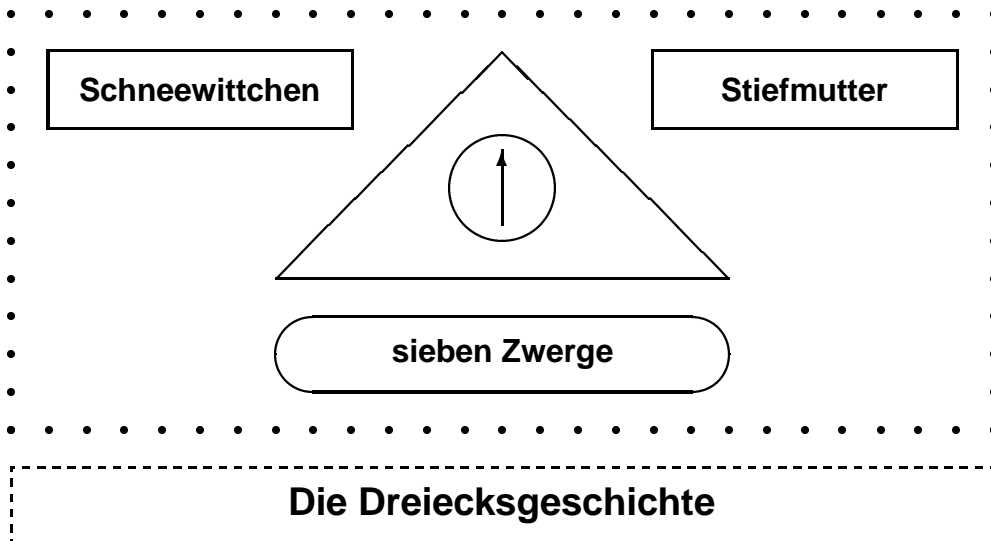 Schneewittchen
Stiefmutter
sieben Zwerge
Die Dreiecksgeschichte